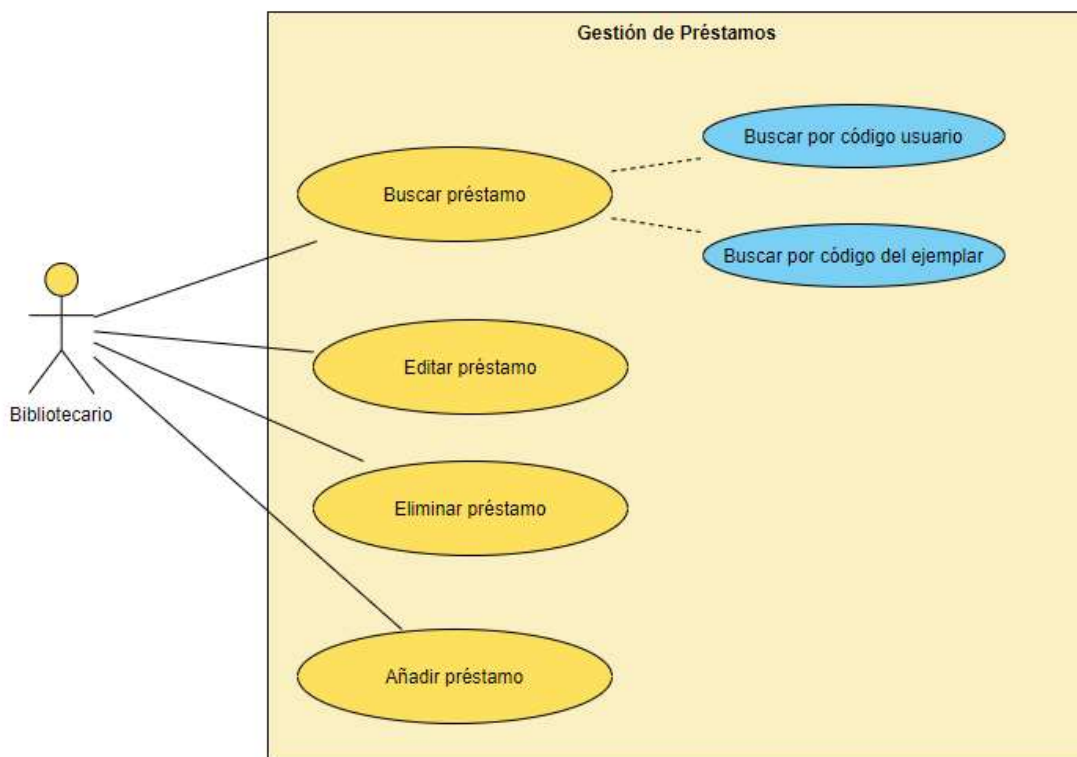 Gestión de Préstamos
Buscar por código usuario
Buscar préstamo
Buscar por código del ejemplar
Editar préstamo
Bibliotecario
Eliminar préstamo
Añadir préstamo